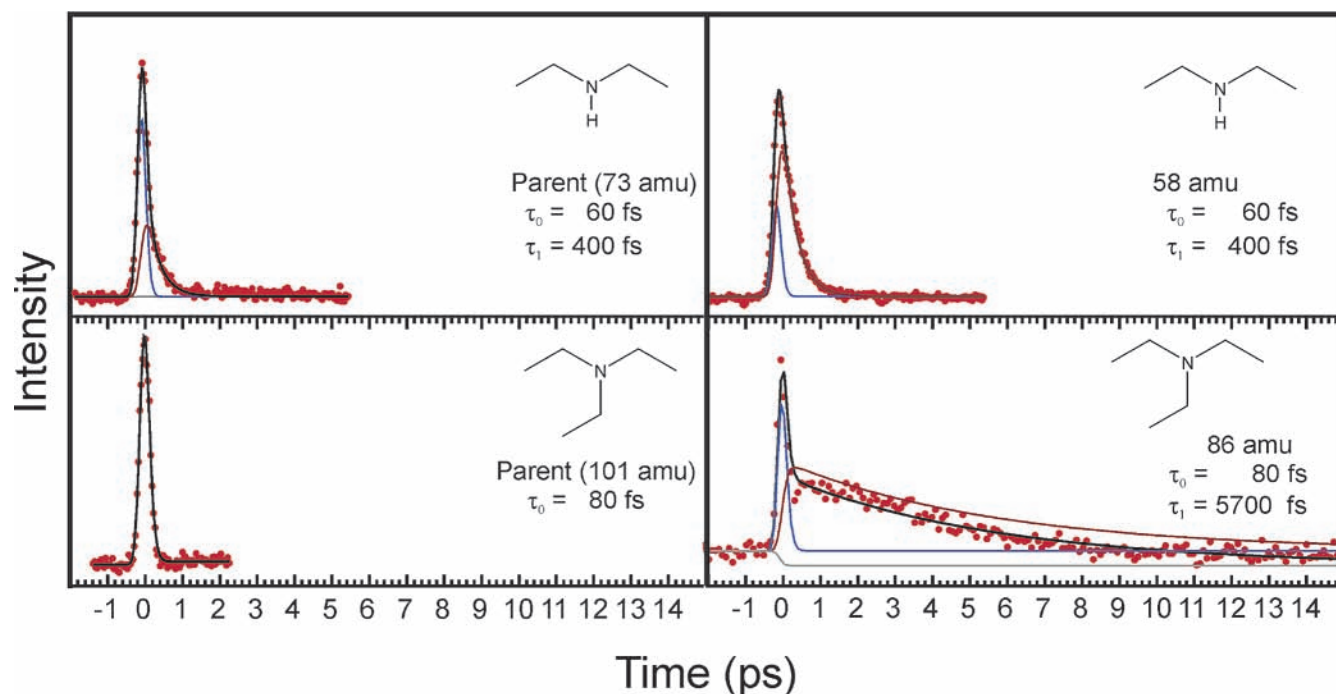 Intensity
N
H
Parent (73 amu)
τ₀ = 60 fs
τ₁ = 400 fs
N
H
58 amu
τ₀ = 60 fs
τ₁ = 400 fs
N
Parent (101 amu)
τ₀ = 80 fs
N
86 amu
τ₀ = 80 fs
τ₁ = 5700 fs
-1 0 1 2 3 4 5 6 7 8 9 10 11 12 13 14
-1 0 1 2 3 4 5 6 7 8 9 10 11 12 13 14
Time (ps)